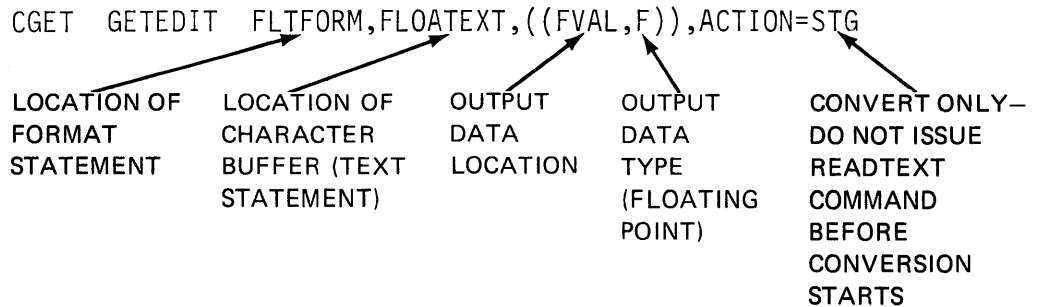 CGET GETEDIT FLTFORM,FLOATEXT,((FVAL,F)),ACTION=STG
LOCATION OF
FORMAT
STATEMENT
LOCATION OF
CHARACTER
BUFFER (TEXT
STATEMENT)
OUTPUT
DATA
LOCATION
OUTPUT
DATA
TYPE
(FLOATING
POINT)
CONVERT ONLY—
DO NOT ISSUE
READTEXT
COMMAND
BEFORE
CONVERSION
STARTS